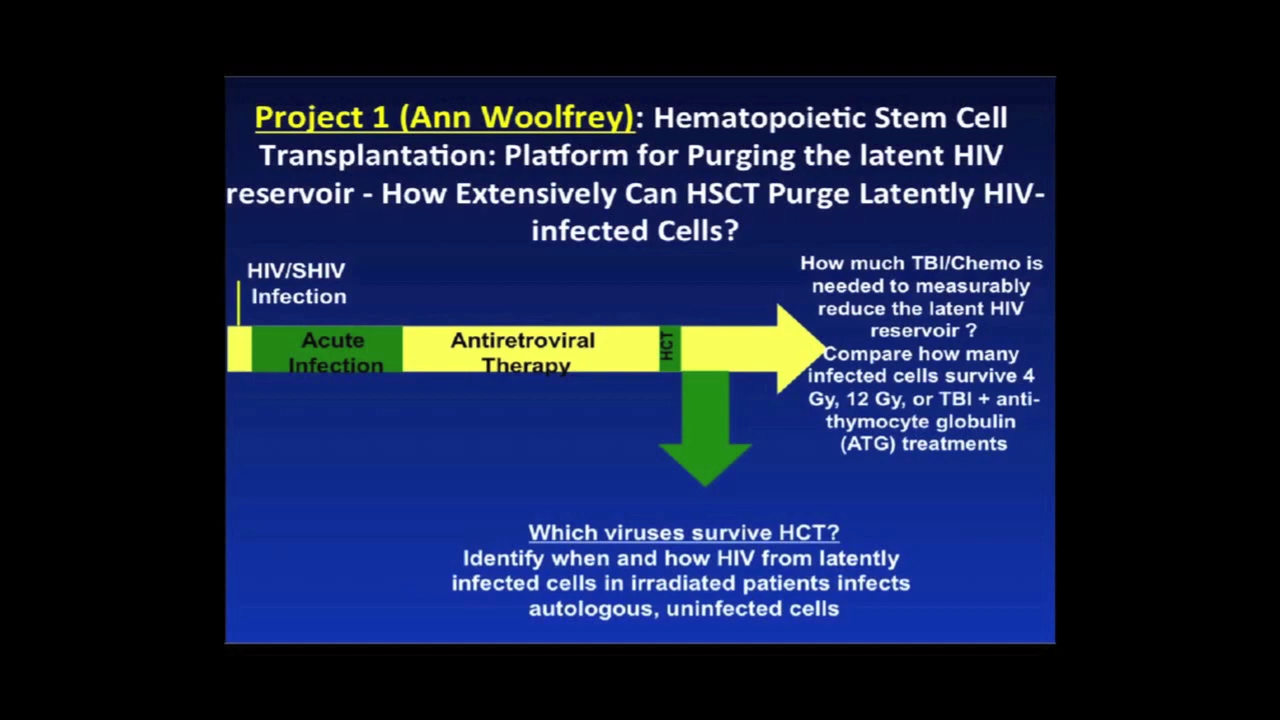 Project 1 (Ann Woolfrey): Hematopoietic Stem Cell
Transplantation: Platform for Purging the latent HIV
reservoir - How Extensively Can HSCT Purge Latently HIV-
infected Cells?
HIV/SHIV
Infection
Acute
Infection
Antiretroviral
Therapy
HCT
How much TBI/Chemo is
needed to measurably
reduce the latent HIV
reservoir ?
Compare how many
infected cells survive 4
Gy, 12 Gy, or TBI + anti-
thymocyte globulin
(ATG) treatments
Which viruses survive HCT?
Identify when and how HIV from latently
infected cells in irradiated patients infects
autologous, uninfected cells